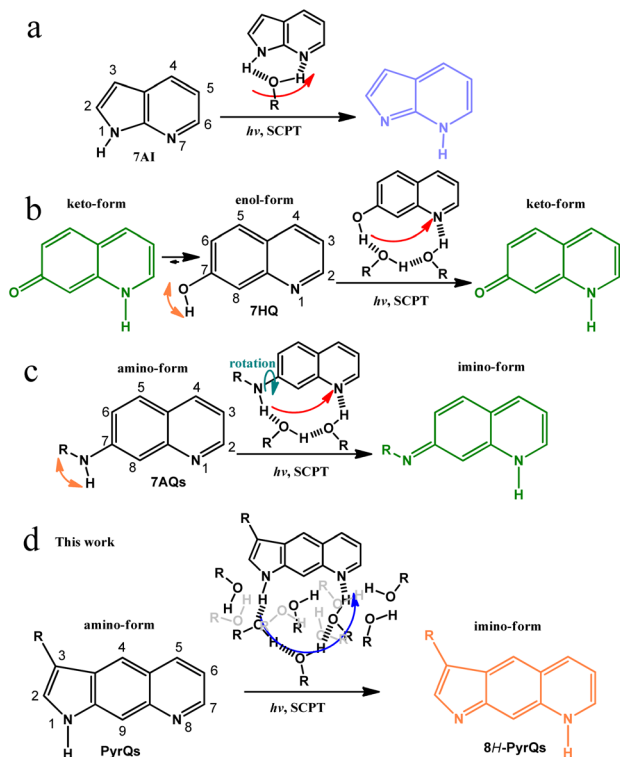 a
H
N
N
H
O
R
3
4
5
2
6
1
N
H
N
7
7AI
hν, SCPT
N
N
H
b
keto-form
enol-form
keto-form
O
N
H
5
4
6
3
7
2
8
N
1
O
H
7HQ
O
H
N
H
O
R
H
O
R
hν, SCPT
O
N
H
c
amino-form
rotation
imino-form
R
N
H
5
4
6
3
7
2
8
N
1
7AQs
R
N
H
N
H
O
R
H
O
R
hν, SCPT
R
N
N
H
d
This work
R
N
H
N
H
R
O
H
R
O
H
O
R
H
R
O
H
O
R
H
R
O
H
O
R
H
R
O
H
R
O
H
amino-form
imino-form
R
3
4
5
2
6
7
1
N
H
9
N
8
PyrQs
hν, SCPT
R
N
N
H
8H-PyrQs